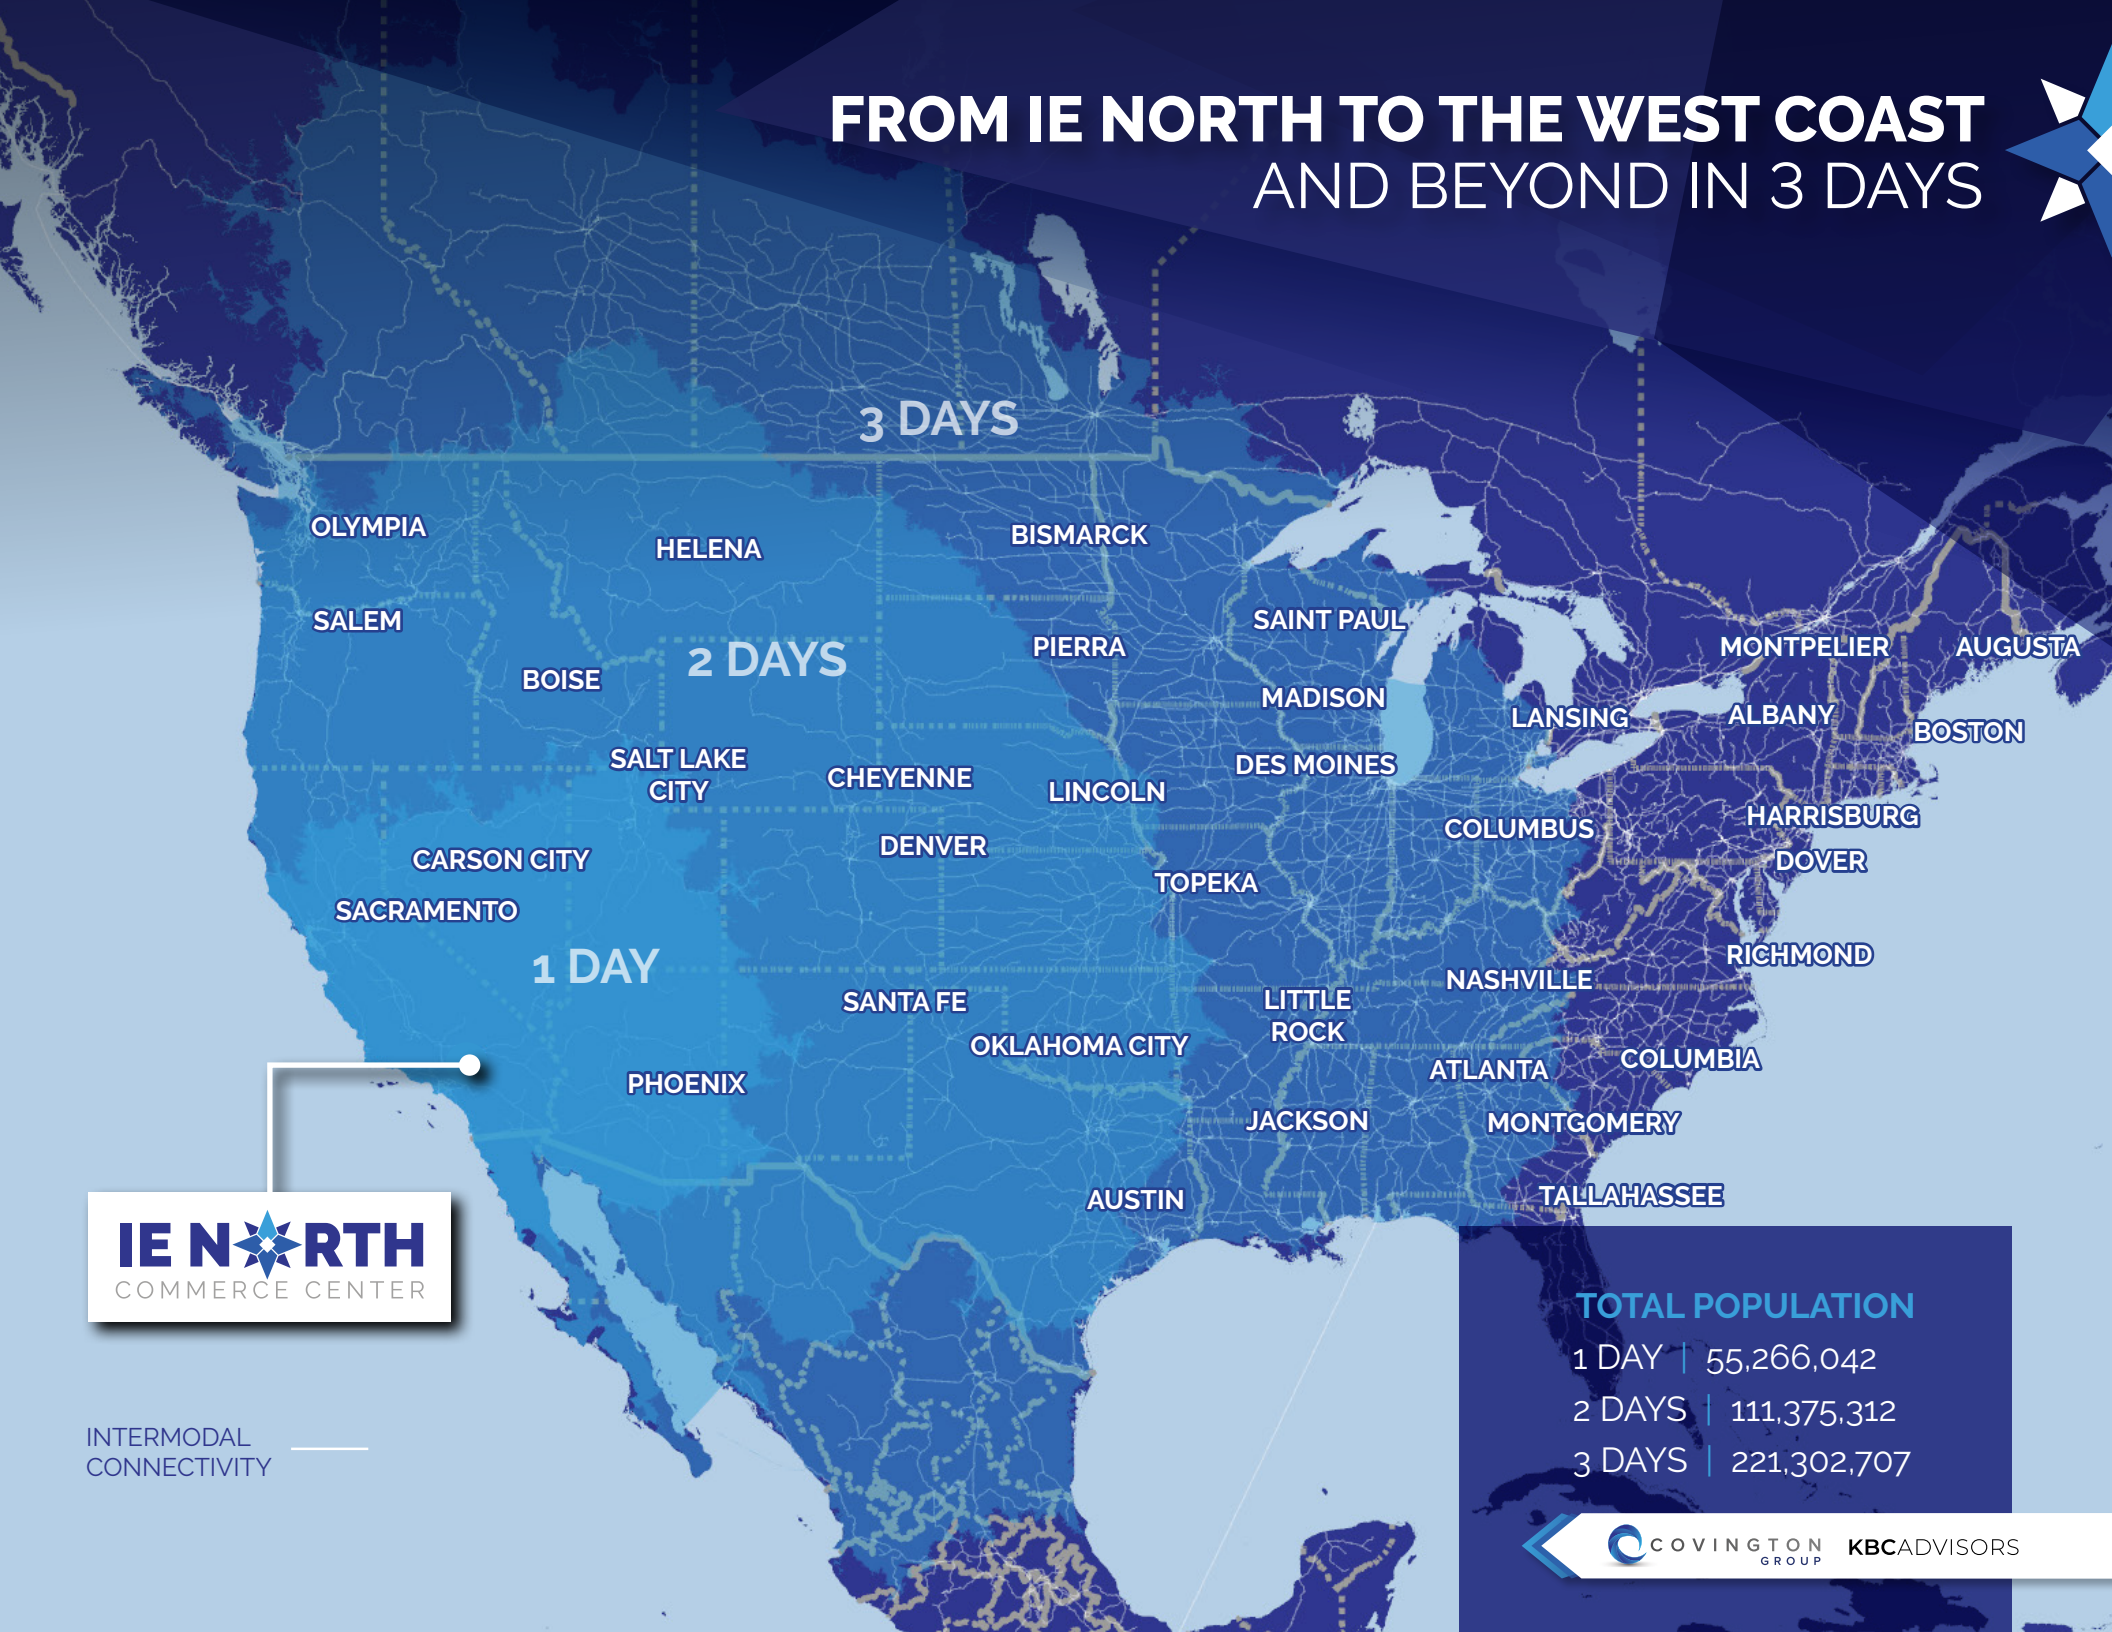 FROM IE NORTH TO THE WEST COAST
AND BEYOND IN 3 DAYS
3 DAYS
OLYMPIA
HELENA
BISMARCK
SALEM
SAINT PAUL
PIERRA
2 DAYS
BOISE
MONTPELIER
AUGUSTA
MADISON
LANSING
ALBANY
BOSTON
SALT LAKE
CITY
CHEYENNE
LINCOLN
DES MOINES
COLUMBUS
HARRISBURG
DENVER
DOVER
CARSON CITY
TOPEKA
SACRAMENTO
1 DAY
RICHMOND
NASHVILLE
SANTA FE
LITTLE
ROCK
OKLAHOMA CITY
COLUMBIA
ATLANTA
PHOENIX
JACKSON
MONTGOMERY
AUSTIN
TALLAHASSEE
IE NORTH
COMMERCE CENTER
INTERMODAL
CONNECTIVITY
TOTAL POPULATION
1 DAY | 55,266,042
2 DAYS | 111,375,312
3 DAYS | 221,302,707
COVINGTON
GROUP
KBCADVISORS